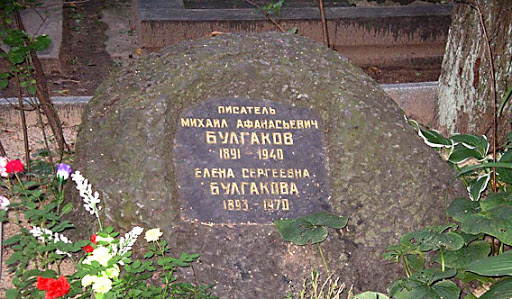 ПИСАТЕЛЬ
МИХАИЛ АФАНАСЬЕВИЧ
БУЛГАКОВ
1891 - 1940
ЕЛЕНА СЕРГЕЕВНА
БУЛГАКОВА
1893 - 1970